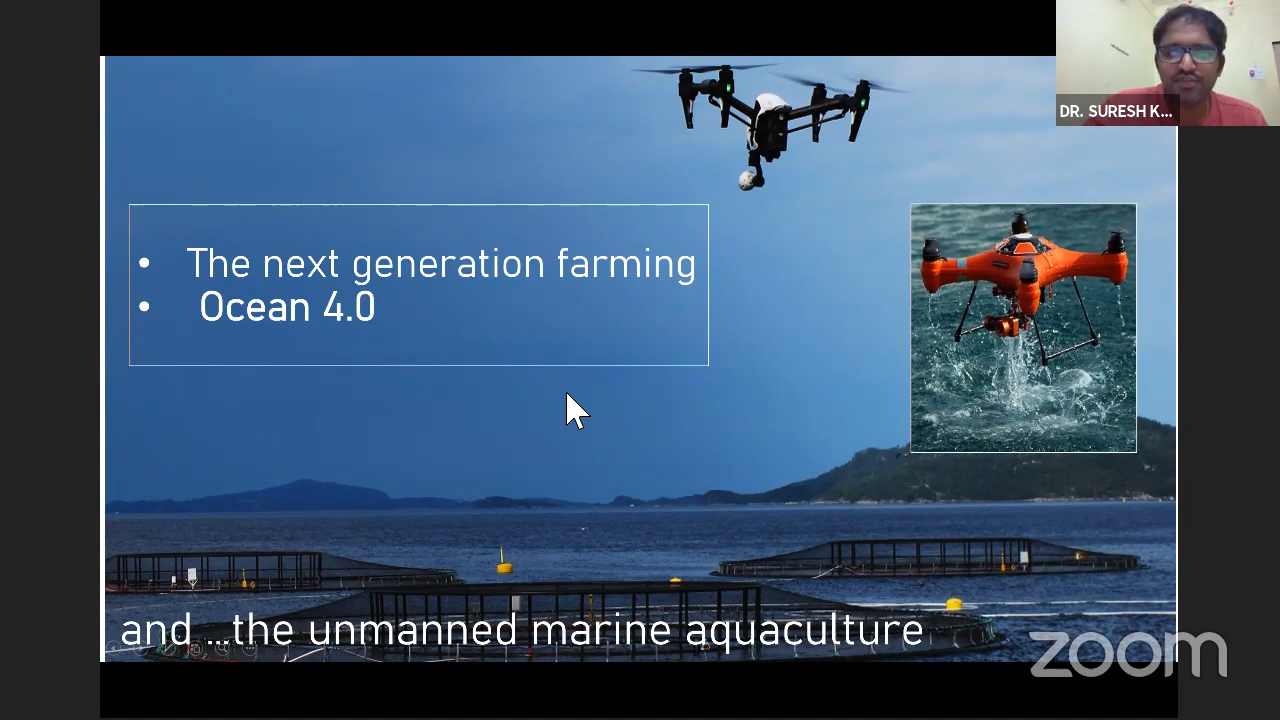 DR. SURESH K...
• The next generation farming
• Ocean 4.0
and ...the unmanned marine aquaculture
zoom